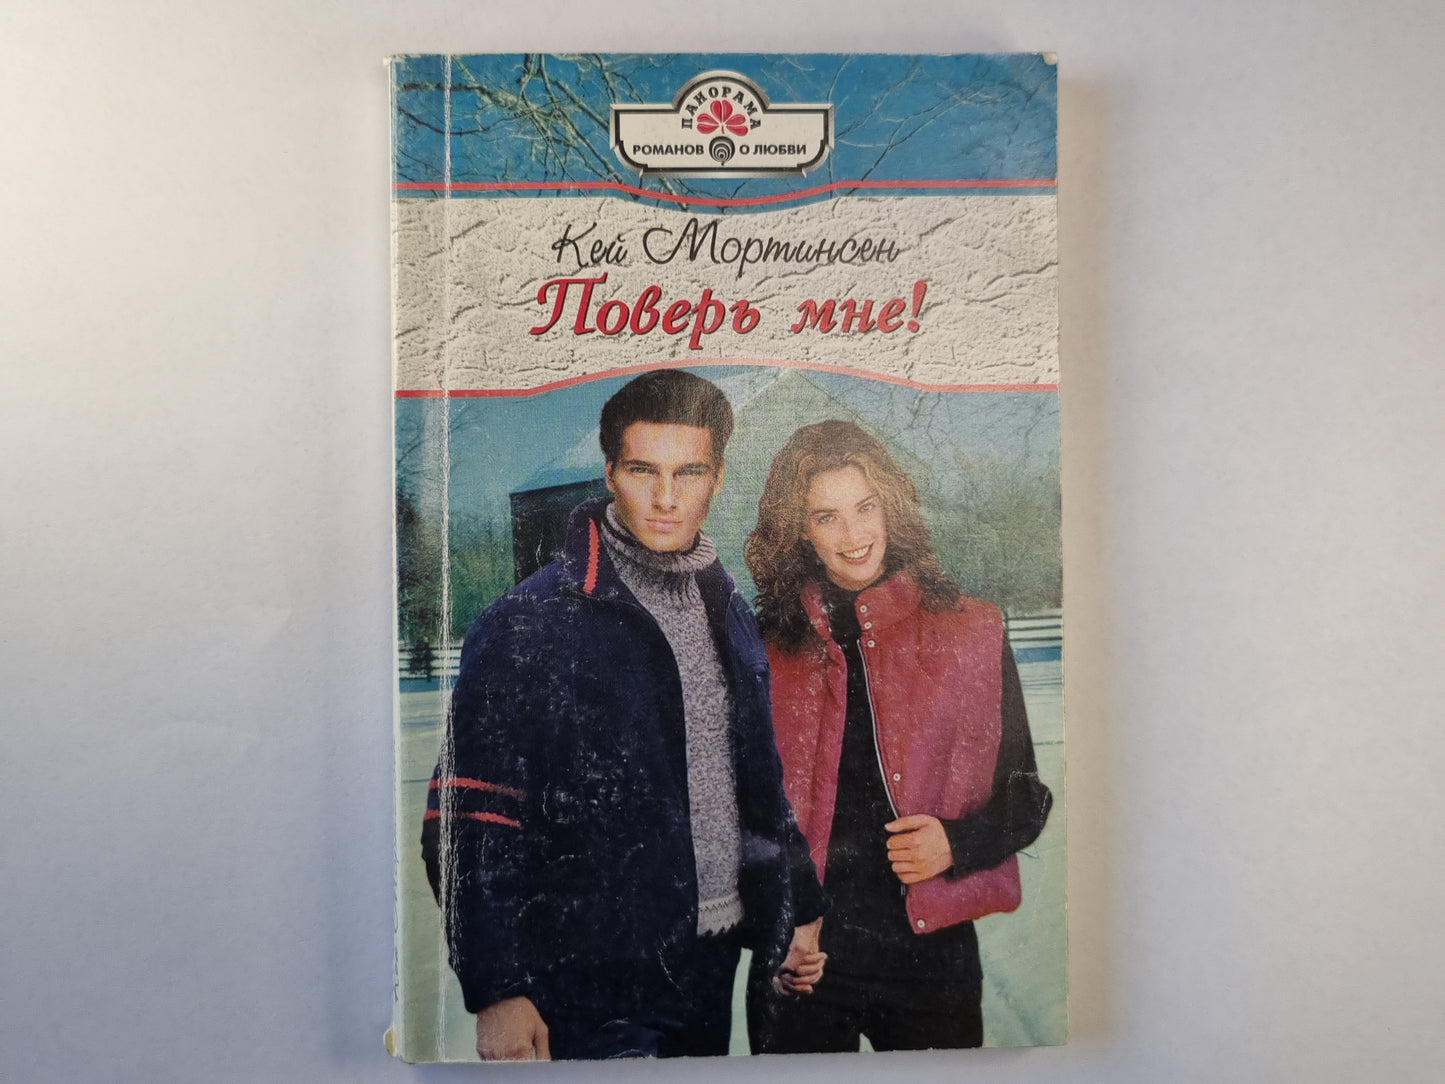 ПАНОРАМА
РОМАНОВ О ЛЮБВИ
Кей Мортинсен
Поверь мне!